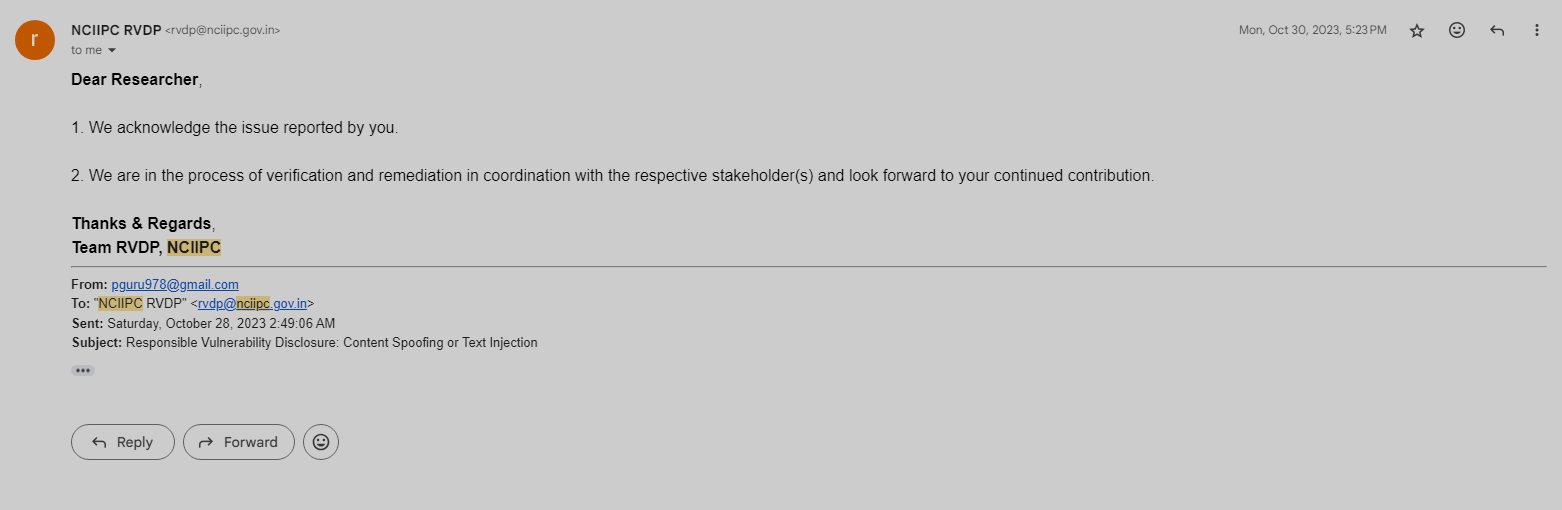 r
NCIIPC RVDP <rvdp@nciipc.gov.in>
Mon, Oct 30, 2023, 5:23 PM
to me
Dear Researcher,
1. We acknowledge the issue reported by you.
2. We are in the process of verification and remediation in coordination with the respective stakeholder(s) and look forward to your continued contribution.
Thanks & Regards,
Team RVDP, NCIIPC
From: pguru978@gmail.com
To: "NCIIPC RVDP" <rvdp@nciipc.gov.in>
Sent: Saturday, October 28, 2023 2:49:06 AM
Subject: Responsible Vulnerability Disclosure: Content Spoofing or Text Injection
Reply
Forward